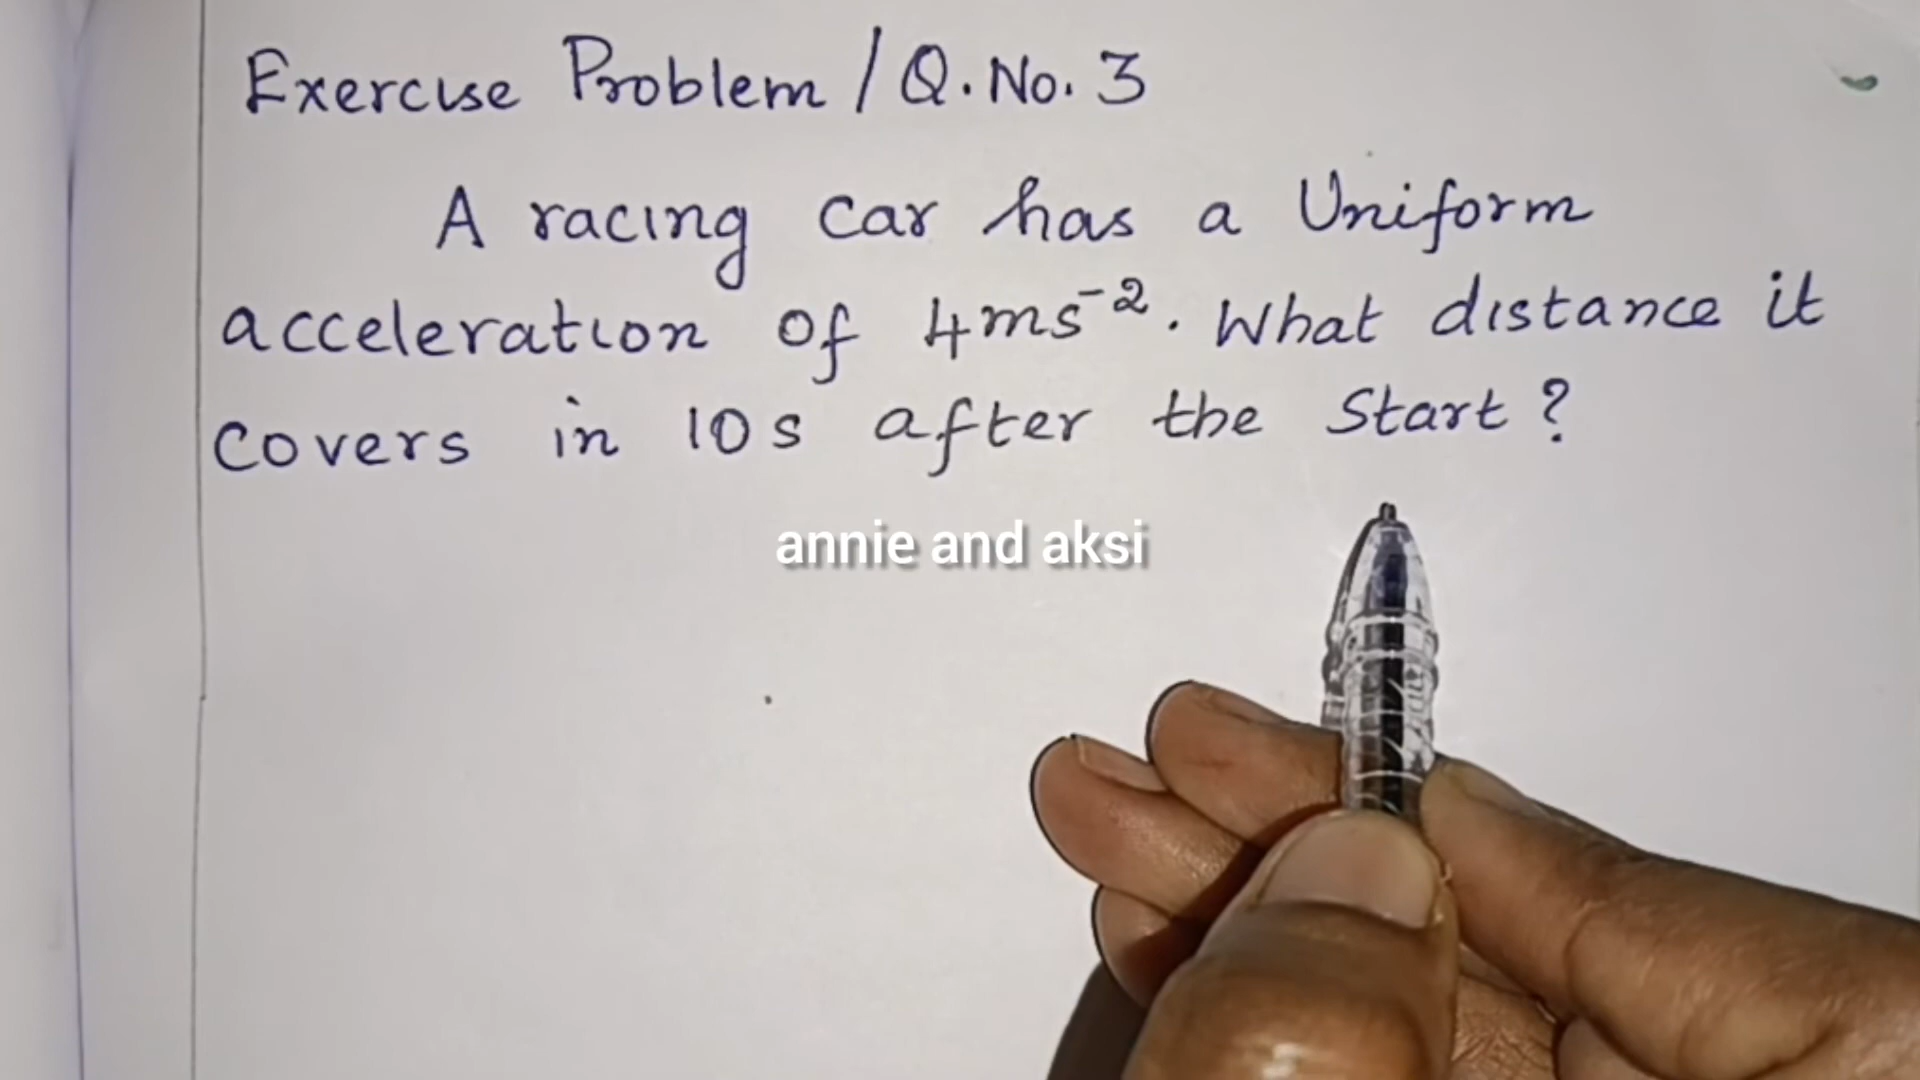 Exercise Problem / Q. No. 3
A racing car has a Uniform
acceleration of 4ms⁻². What distance it
covers in 10s after the Start?
annie and aksi